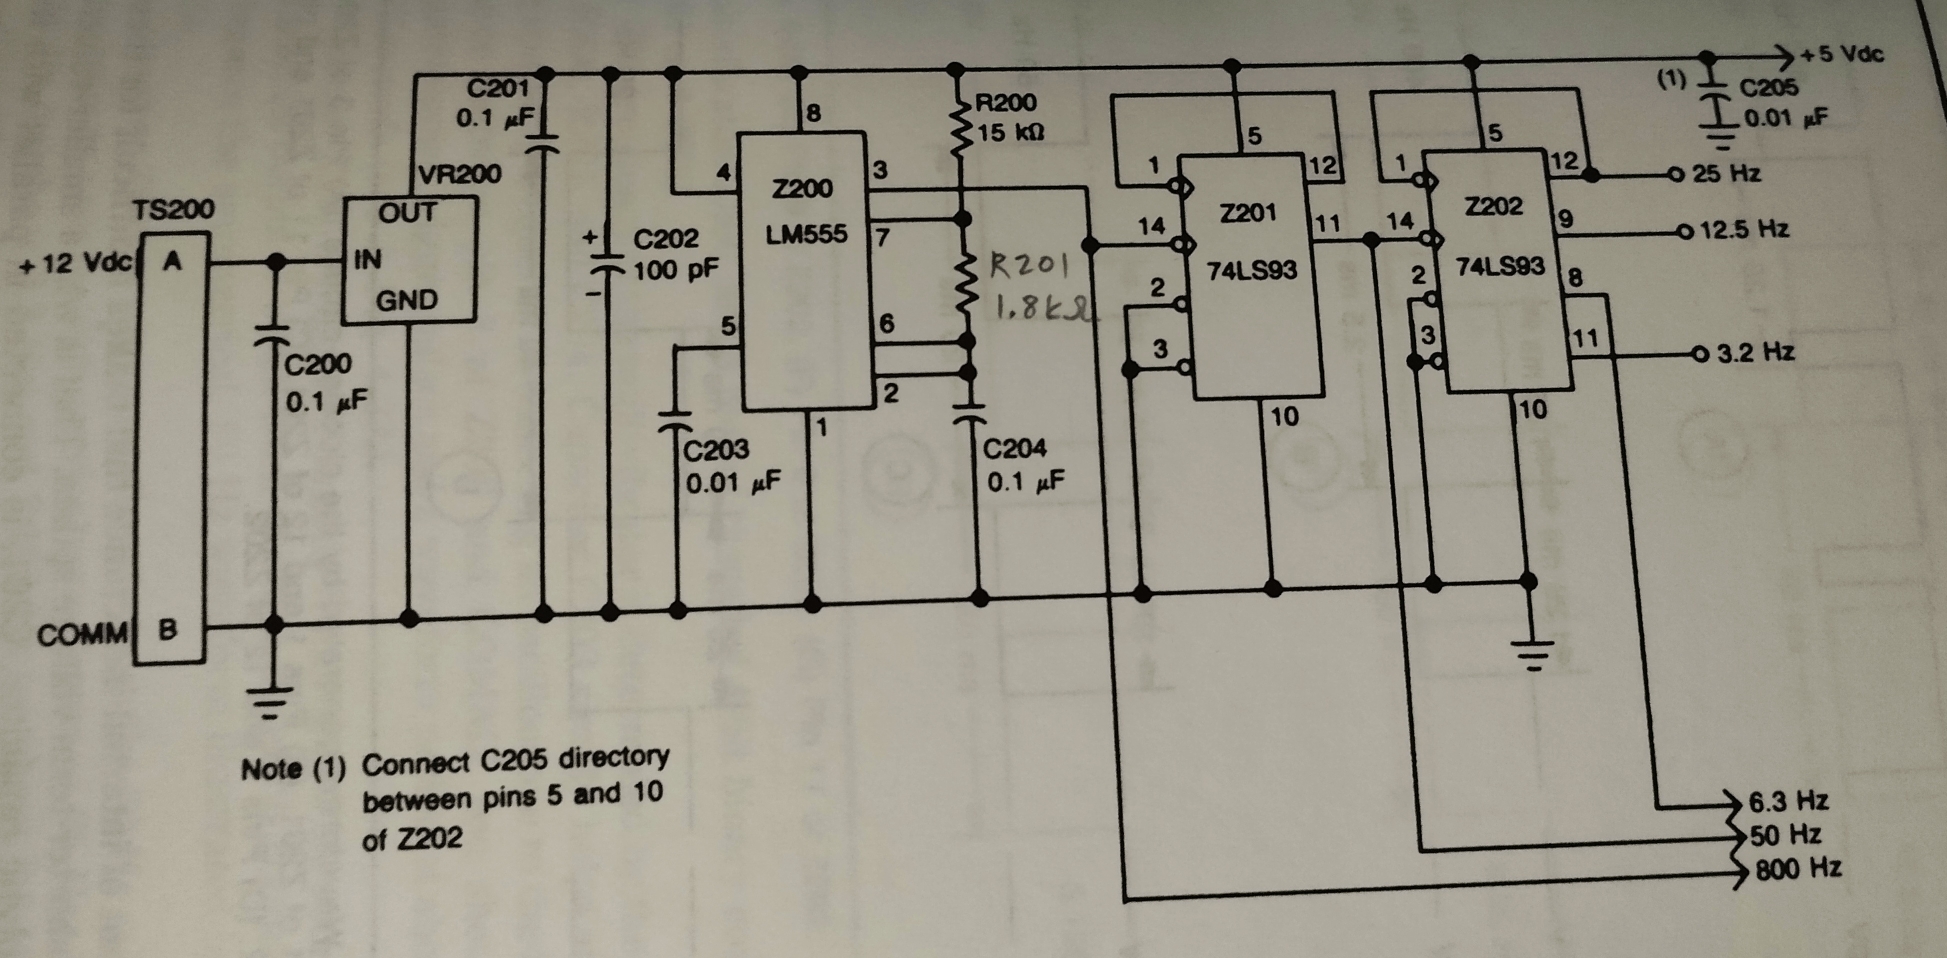 +5 Vdc
C201
0.1 µF
8
R200
15 kΩ
(1)
C205
0.01 µF
5
5
VR200
4
3
1
12
1
12
25 Hz
TS200
OUT
Z200
Z201
Z202
LM555
7
14
11
14
9
12.5 Hz
+
C202
100 pF
−
+ 12 Vdc
A
IN
GND
R201
1.8kΩ
74LS93
74LS93
2
2
8
5
6
3
3
11
3.2 Hz
C200
0.1 µF
2
1
10
10
C203
0.01 µF
C204
0.1 µF
COMM
B
Note (1) Connect C205 directory
between pins 5 and 10
of Z202
6.3 Hz
50 Hz
800 Hz